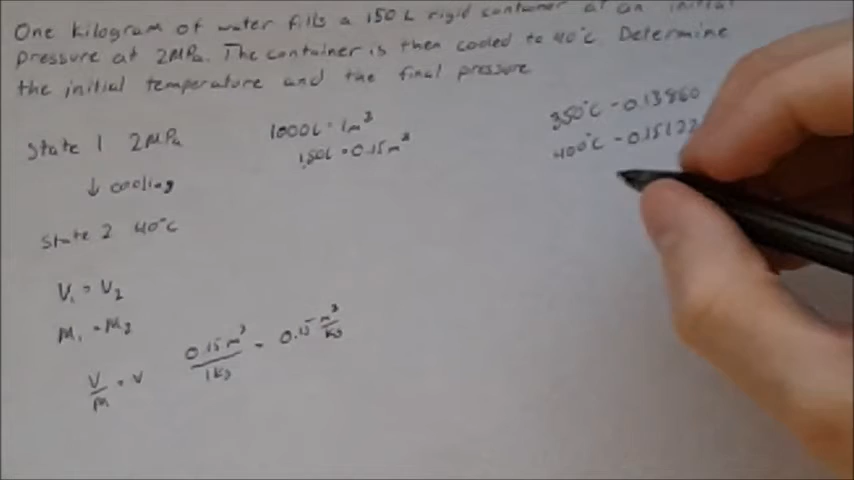 One kilogram of water fills a 150 L rigid container at an initial
pressure at 2MPa. The container is then cooled to 40°C Determine
the initial temperature and the final pressure
State 1 2MPa
↓ cooling
State 2 40°C
1000L = 1m³
150L = 0.15m³
350°C - 0.13860
400°C - 0.15122
V₁ = V₂
M₁ = M₂
V/M = v 0.15m³/1kg = 0.15 m³/kg